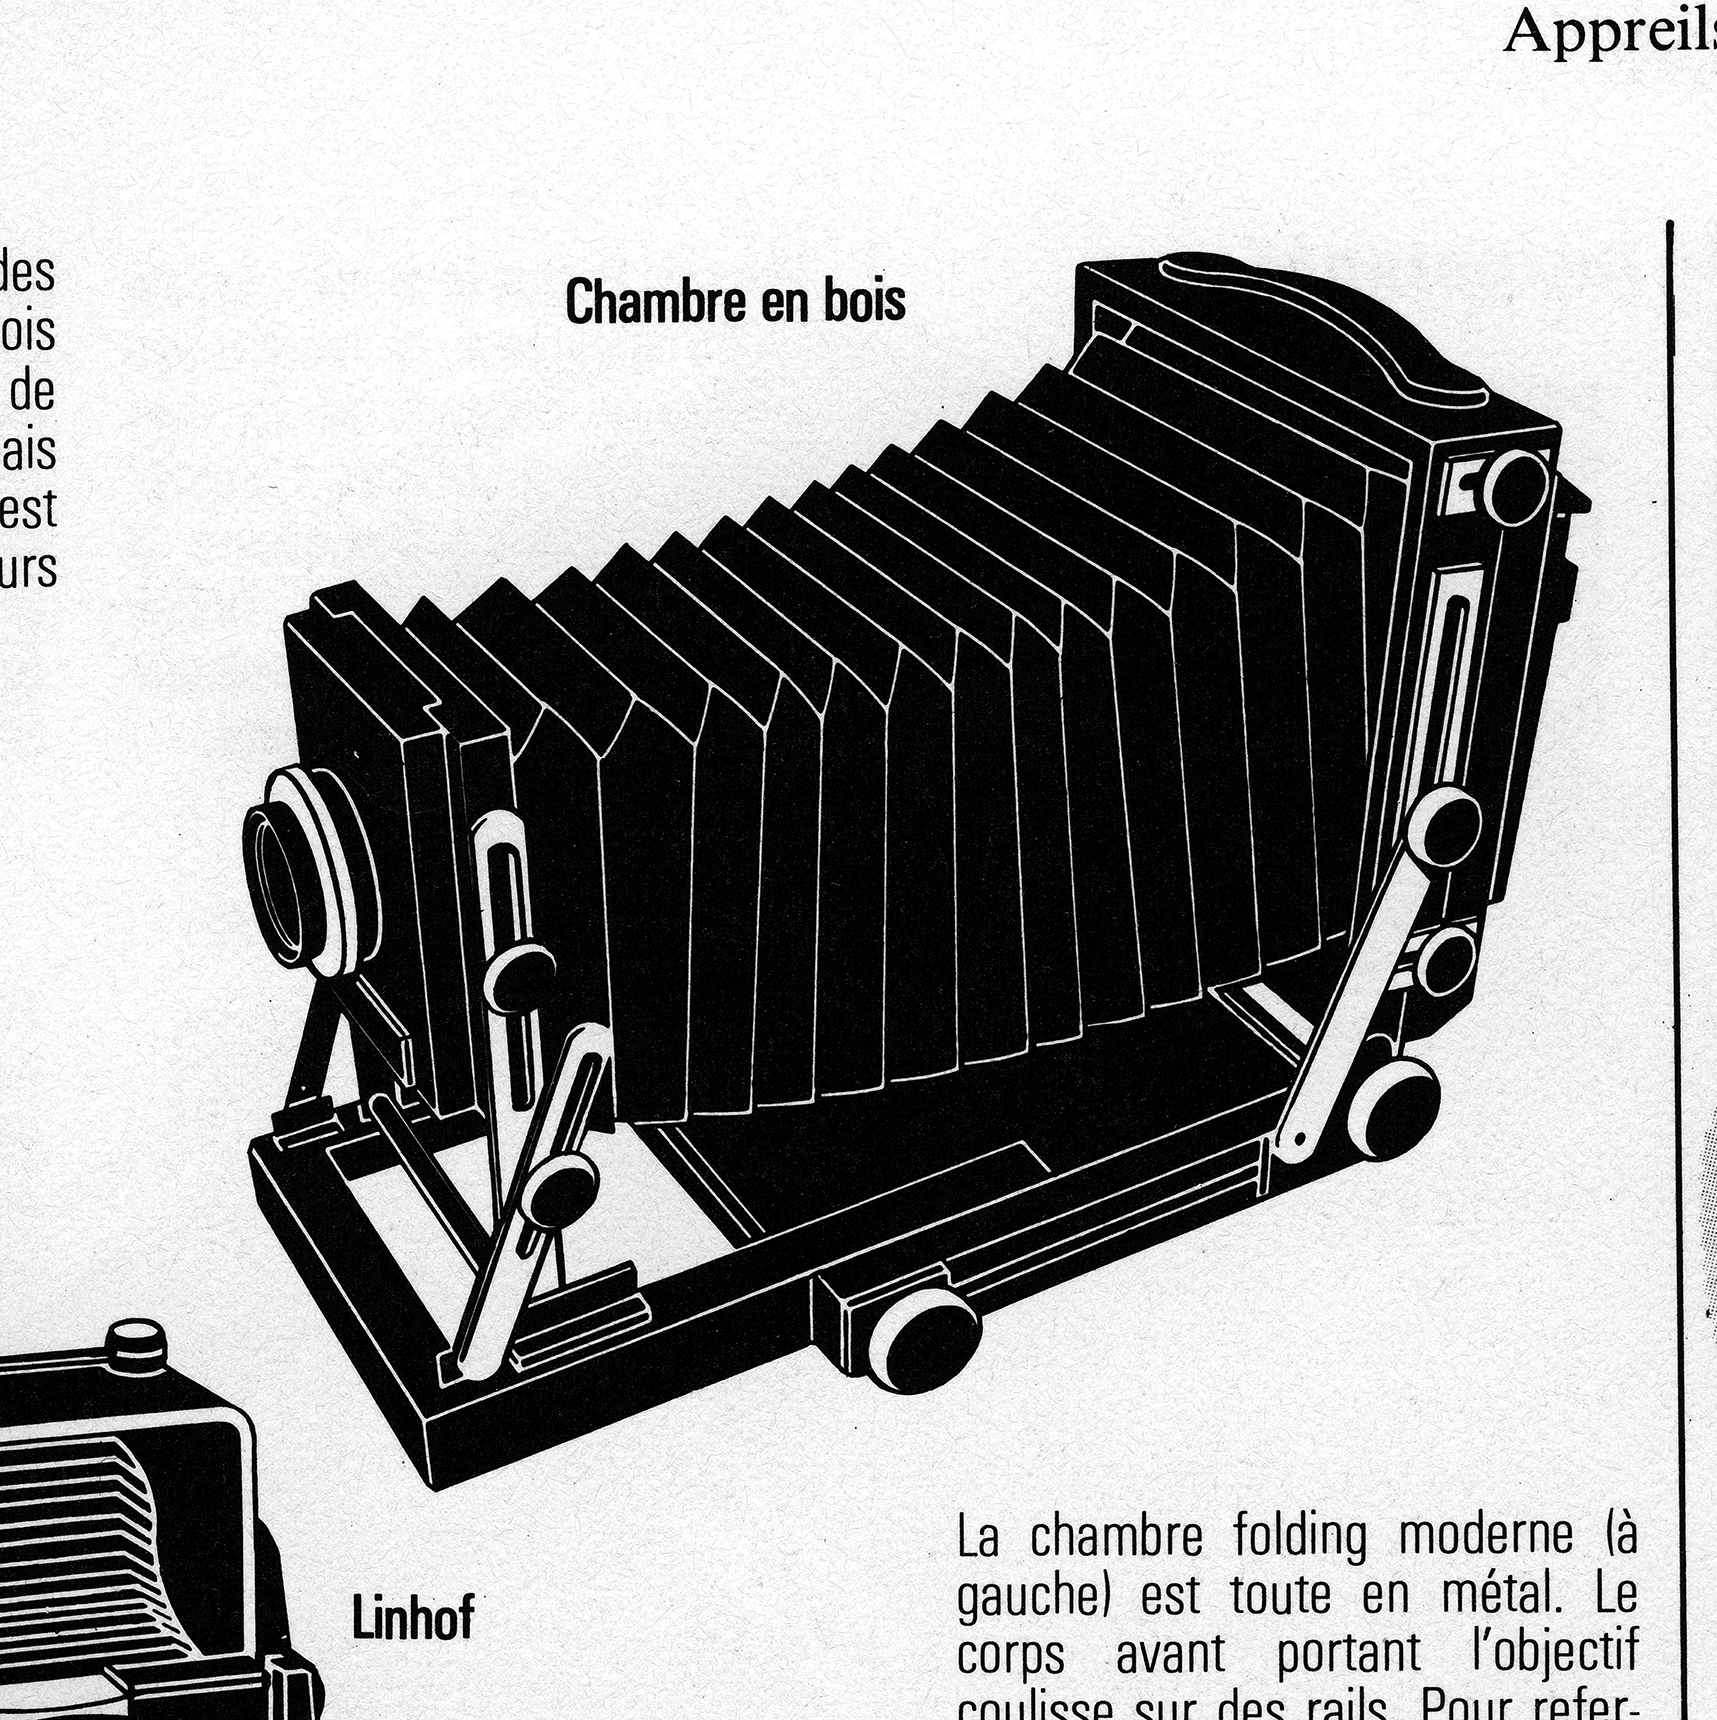 Appreils
des
ois
de
ais
est
urs
Chambre en bois
Linhof
La chambre folding moderne (à
gauche) est toute en métal. Le
corps avant portant l'objectif
coulisse sur des rails. Pour refer-